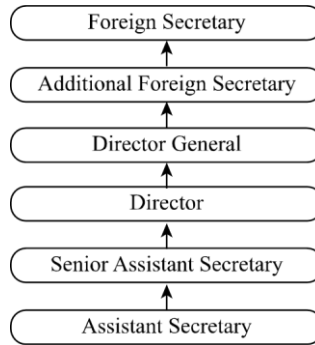 Foreign Secretary
Additional Foreign Secretary
Director General
Director
Senior Assistant Secretary
Assistant Secretary